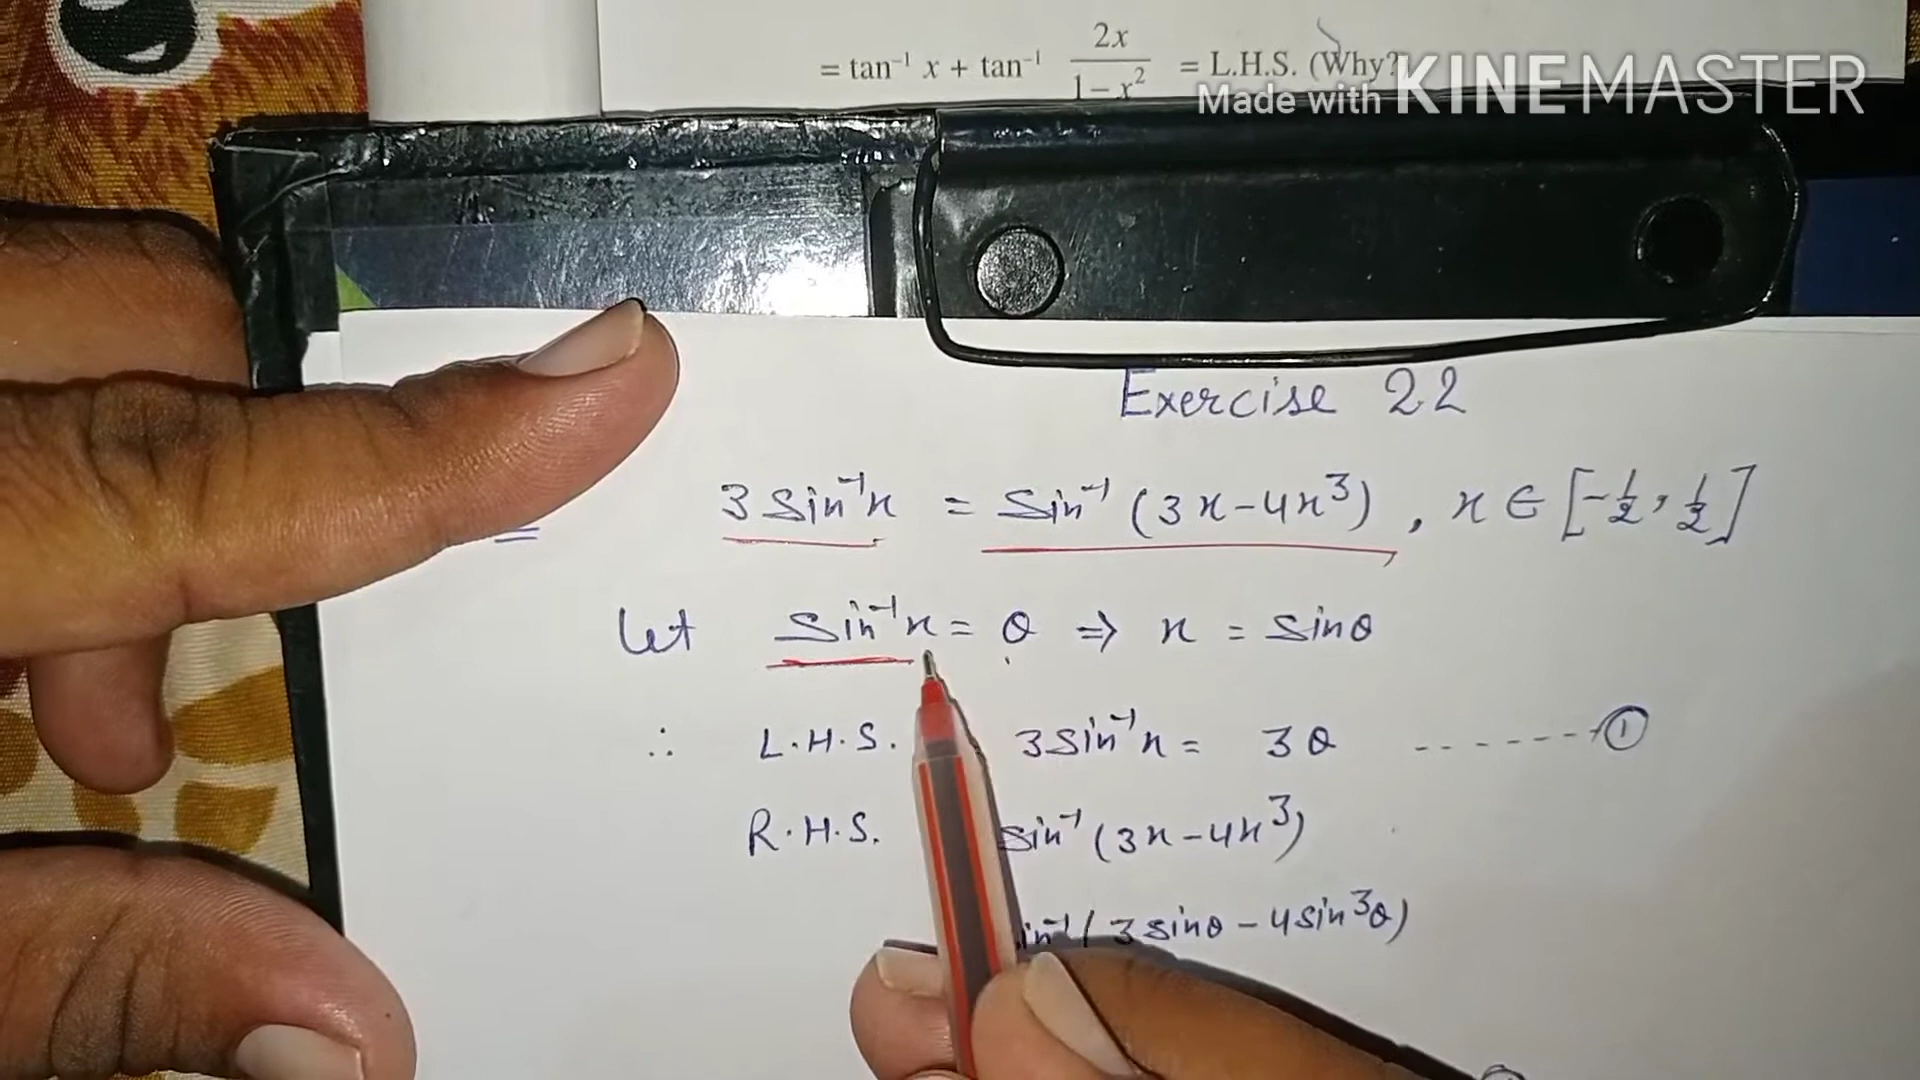 = tan⁻¹ x + tan⁻¹ 2x/1 – x² = L.H.S. (Why?)
Made with KINEMASTER
Exercise 22
3 Sin⁻¹x = Sin⁻¹ (3x-4x³) , x ∈ [-1/2, 1/2]
Let Sin⁻¹x = θ ⇒ x = Sinθ
∴ L.H.S. 3Sin⁻¹x = 3θ -------①
R.H.S. Sin⁻¹ (3x-4x³)
(3Sinθ - 4Sin³θ)